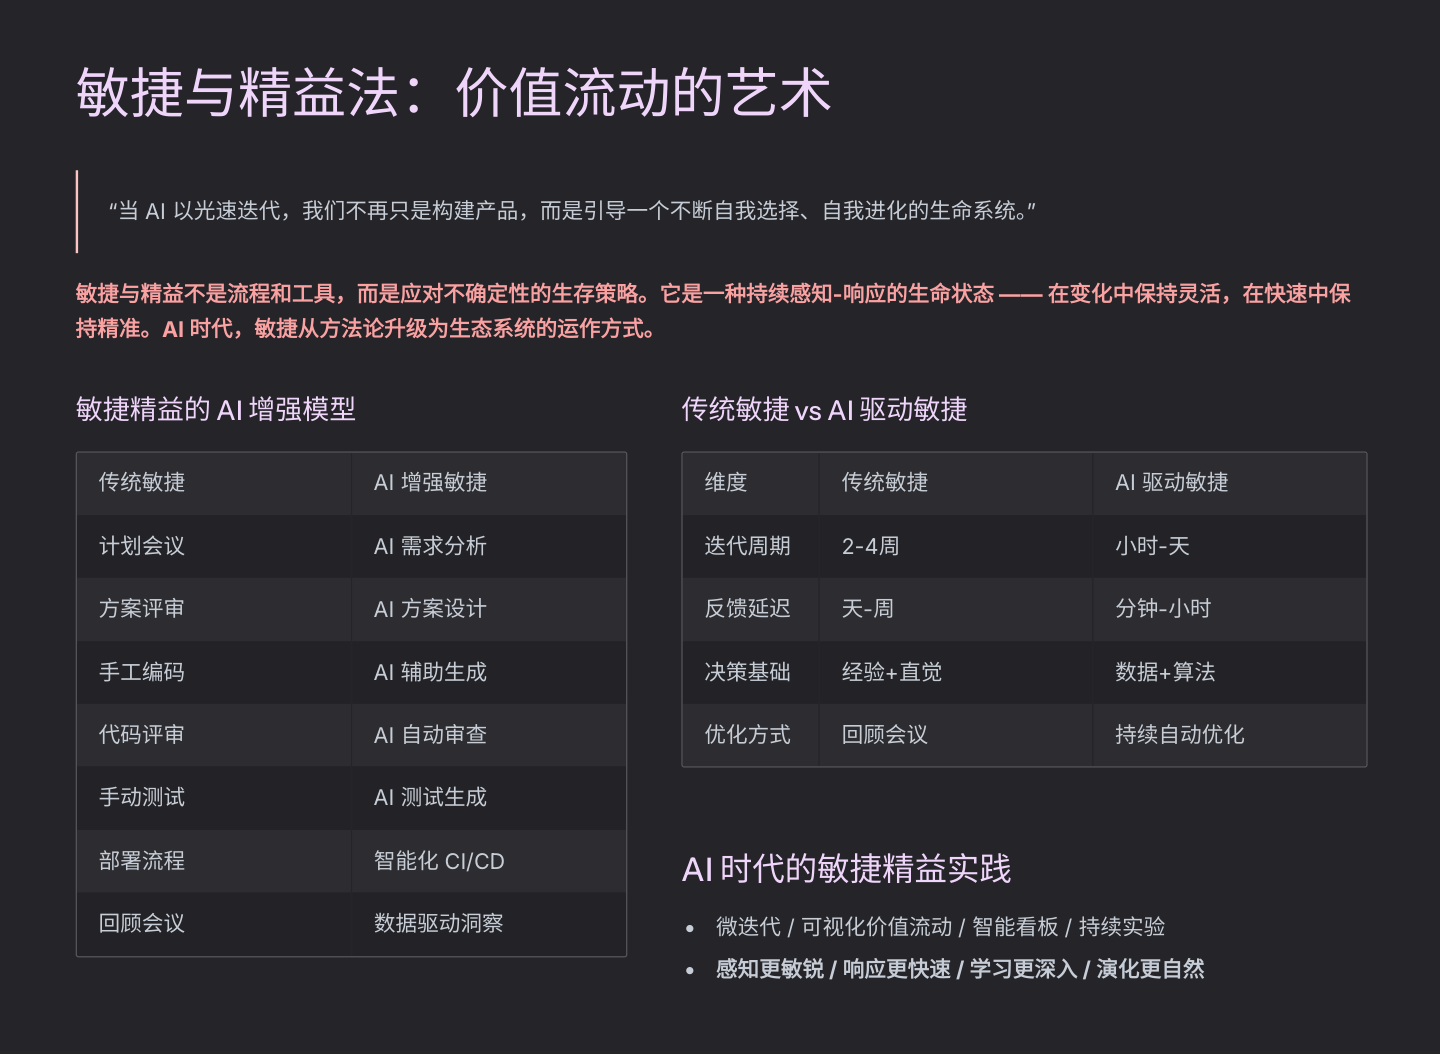 敏捷与精益法：价值流动的艺术
“当 AI 以光速迭代，我们不再只是构建产品，而是引导一个不断自我选择、自我进化的生命系统。”
敏捷与精益不是流程和工具，而是应对不确定性的生存策略。它是一种持续感知-响应的生命状态 —— 在变化中保持灵活，在快速中保
持精准。AI 时代，敏捷从方法论升级为生态系统的运作方式。
敏捷精益的 AI 增强模型
传统敏捷 AI 增强敏捷
计划会议 AI 需求分析
方案评审 AI 方案设计
手工编码 AI 辅助生成
代码评审 AI 自动审查
手动测试 AI 测试生成
部署流程 智能化 CI/CD
回顾会议 数据驱动洞察
传统敏捷 vs AI 驱动敏捷
维度 传统敏捷 AI 驱动敏捷
迭代周期 2-4周 小时-天
反馈延迟 天-周 分钟-小时
决策基础 经验+直觉 数据+算法
优化方式 回顾会议 持续自动优化
AI 时代的敏捷精益实践
• 微迭代 / 可视化价值流动 / 智能看板 / 持续实验
• 感知更敏锐 / 响应更快速 / 学习更深入 / 演化更自然